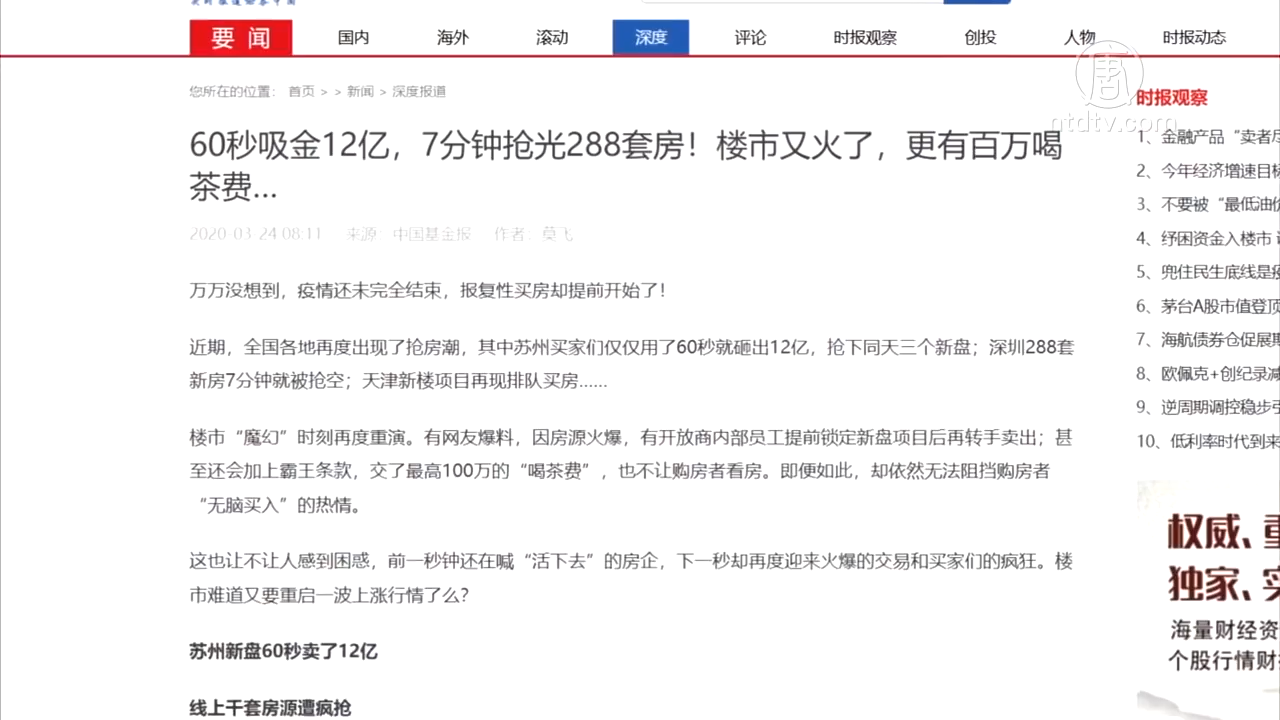 要闻
国内
海外
滚动
深度
评论
时报观察
创投
人物
时报动态
您所在的位置： 首页 > > 新闻 > 深度报道
60秒吸金12亿，7分钟抢光288套房！楼市又火了，更有百万喝
茶费...
2020-03-24 08:11 来源：中国基金报 作者：莫飞
万万没想到，疫情还未完全结束，报复性买房却提前开始了！
近期，全国各地再度出现了抢房潮，其中苏州买家们仅仅用了60秒就砸出12亿，抢下同天三个新盘；深圳288套
新房7分钟就被抢空；天津新楼项目再现排队买房......
楼市“魔幻”时刻再度重演。有网友爆料，因房源火爆，有开放商内部员工提前锁定新盘项目后再转手卖出；甚
至还会加上霸王条款，交了最高100万的“喝茶费”，也不让购房者看房。即便如此，却依然无法阻挡购房者
“无脑买入”的热情。
这也让不让人感到困惑，前一秒钟还在喊“活下去”的房企，下一秒却再度迎来火爆的交易和买家们的疯狂。楼
市难道又要重启一波上涨行情了么？
苏州新盘60秒卖了12亿
线上千套房源遭疯抢
唐
ntdtv.com
时报观察
1、金融产品“卖者尽
2、今年经济增速目标
3、不要被“最低油价
4、纾困资金入楼市
5、兜住民生底线是疫
6、茅台A股市值登顶
7、海航债券仓促展期
8、欧佩克+创纪录减
9、逆周期调控稳步引
10、低利率时代到来
权威、重
独家、实
海量财经资
个股行情财